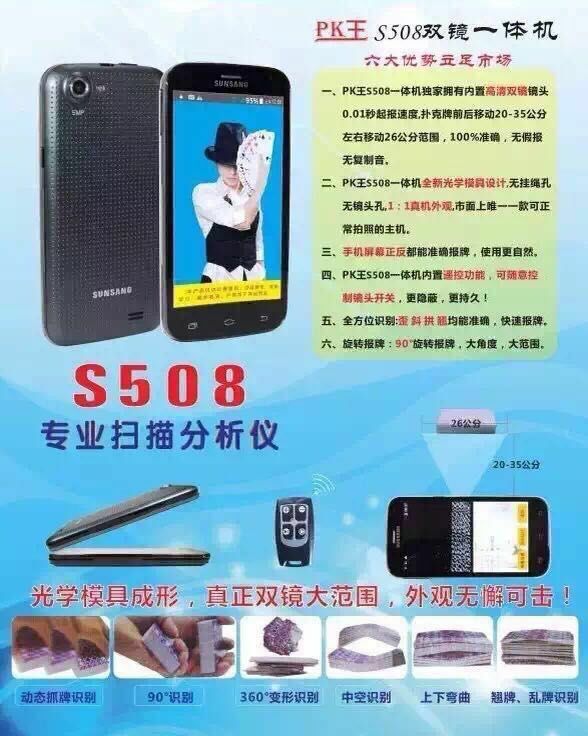 PK王 S508双镜一体机
六大优势立足市场
一、PK王S508一体机独家拥有内置高清双镜镜头
0.01秒起报速度,扑克牌前后移动20-35公分
左右移动26公分范围，100%准确，无假报
无复制音。
二、PK王S508一体机全新光学模具设计,无挂绳孔
无镜头孔,1：1真机外观,市面上唯一一款可正
常拍照的主机。
三、手机屏幕正反都能准确报牌，使用更自然。
四、PK王S508一体机内置遥控功能，可随意控
制镜头开关，更隐蔽，更持久！
五、全方位识别:歪斜拱翘均能准确，快速报牌。
六、旋转报牌：90°旋转报牌，大角度，大范围。
5MP
SUNSANG
SUNSANG
95%
S508
专业扫描分析仪
26公分
20-35公分
光学模具成形，真正双镜大范围，外观无懈可击！
动态抓牌识别
90°识别
360°变形识别
中空识别
上下弯曲
翘牌、乱牌识别